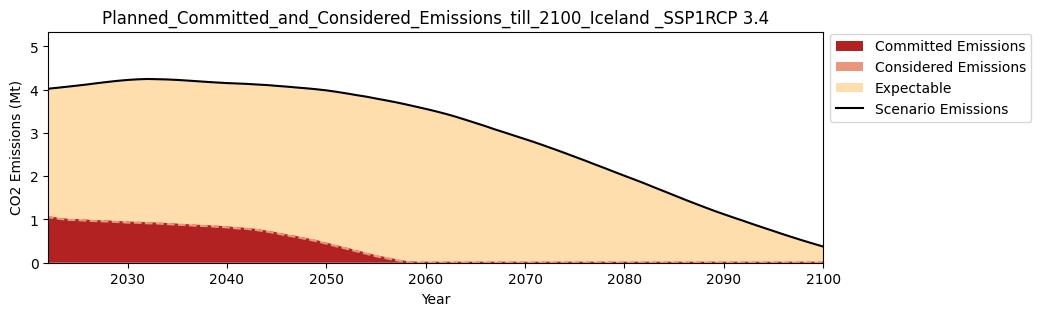 Planned_Committed_and_Considered_Emissions_till_2100_Iceland _SSP1RCP 3.4
CO2 Emissions (Mt)
5
4
3
2
1
0
2030 2040 2050 2060 2070 2080 2090 2100
Year
Committed Emissions
Considered Emissions
Expectable
Scenario Emissions